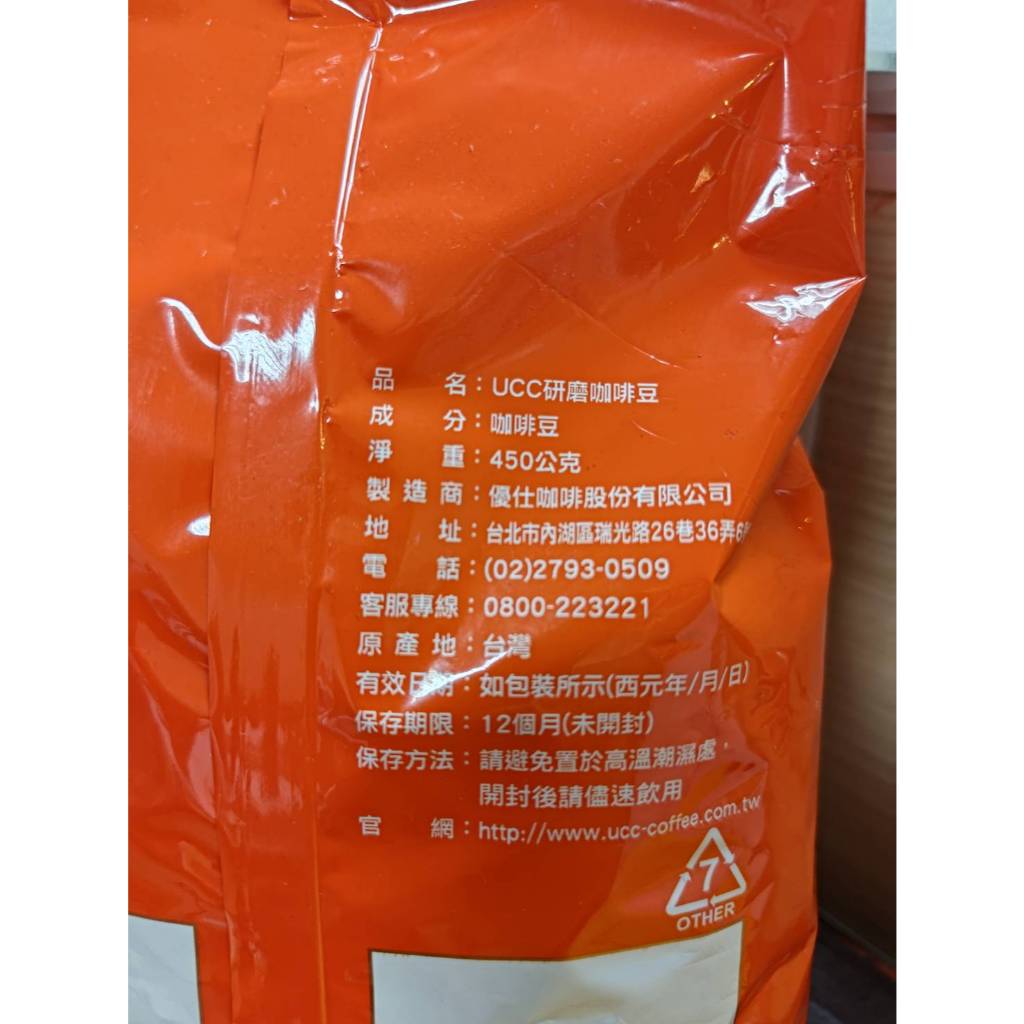 品名：UCC研磨咖啡豆
成分：咖啡豆
淨重：450公克
製造商：優仕咖啡股份有限公司
地址：台北市內湖區瑞光路26巷36弄6
電話：(02)2793-0509
客服專線：0800-223221
原產地：台灣
有效日期：如包裝所示(西元年/月/日)
保存期限：12個月(未開封)
保存方法：請避免置於高溫潮濕處，
開封後請儘速飲用
官網：http://www.ucc-coffee.com.tw
7
OTHER